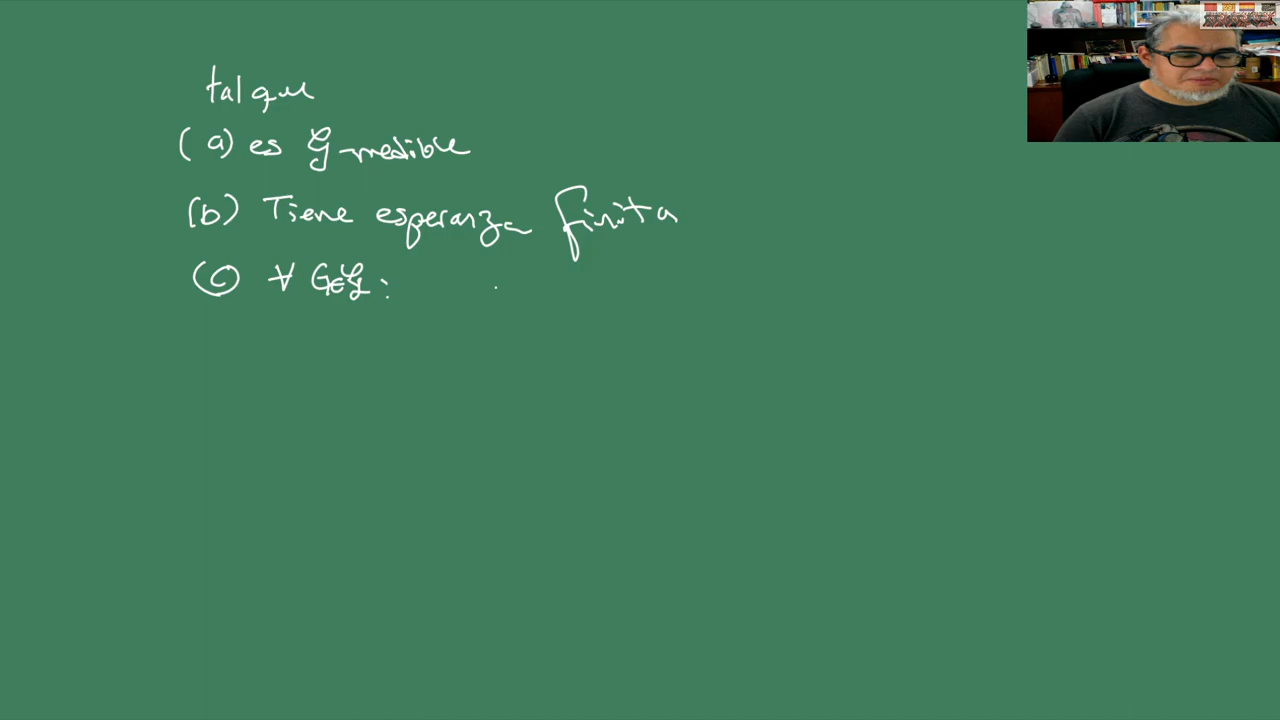 tal que
(a) es 𝒢-medible
(b) Tiene esperanza finita
(c) ∀ G∈𝒢: